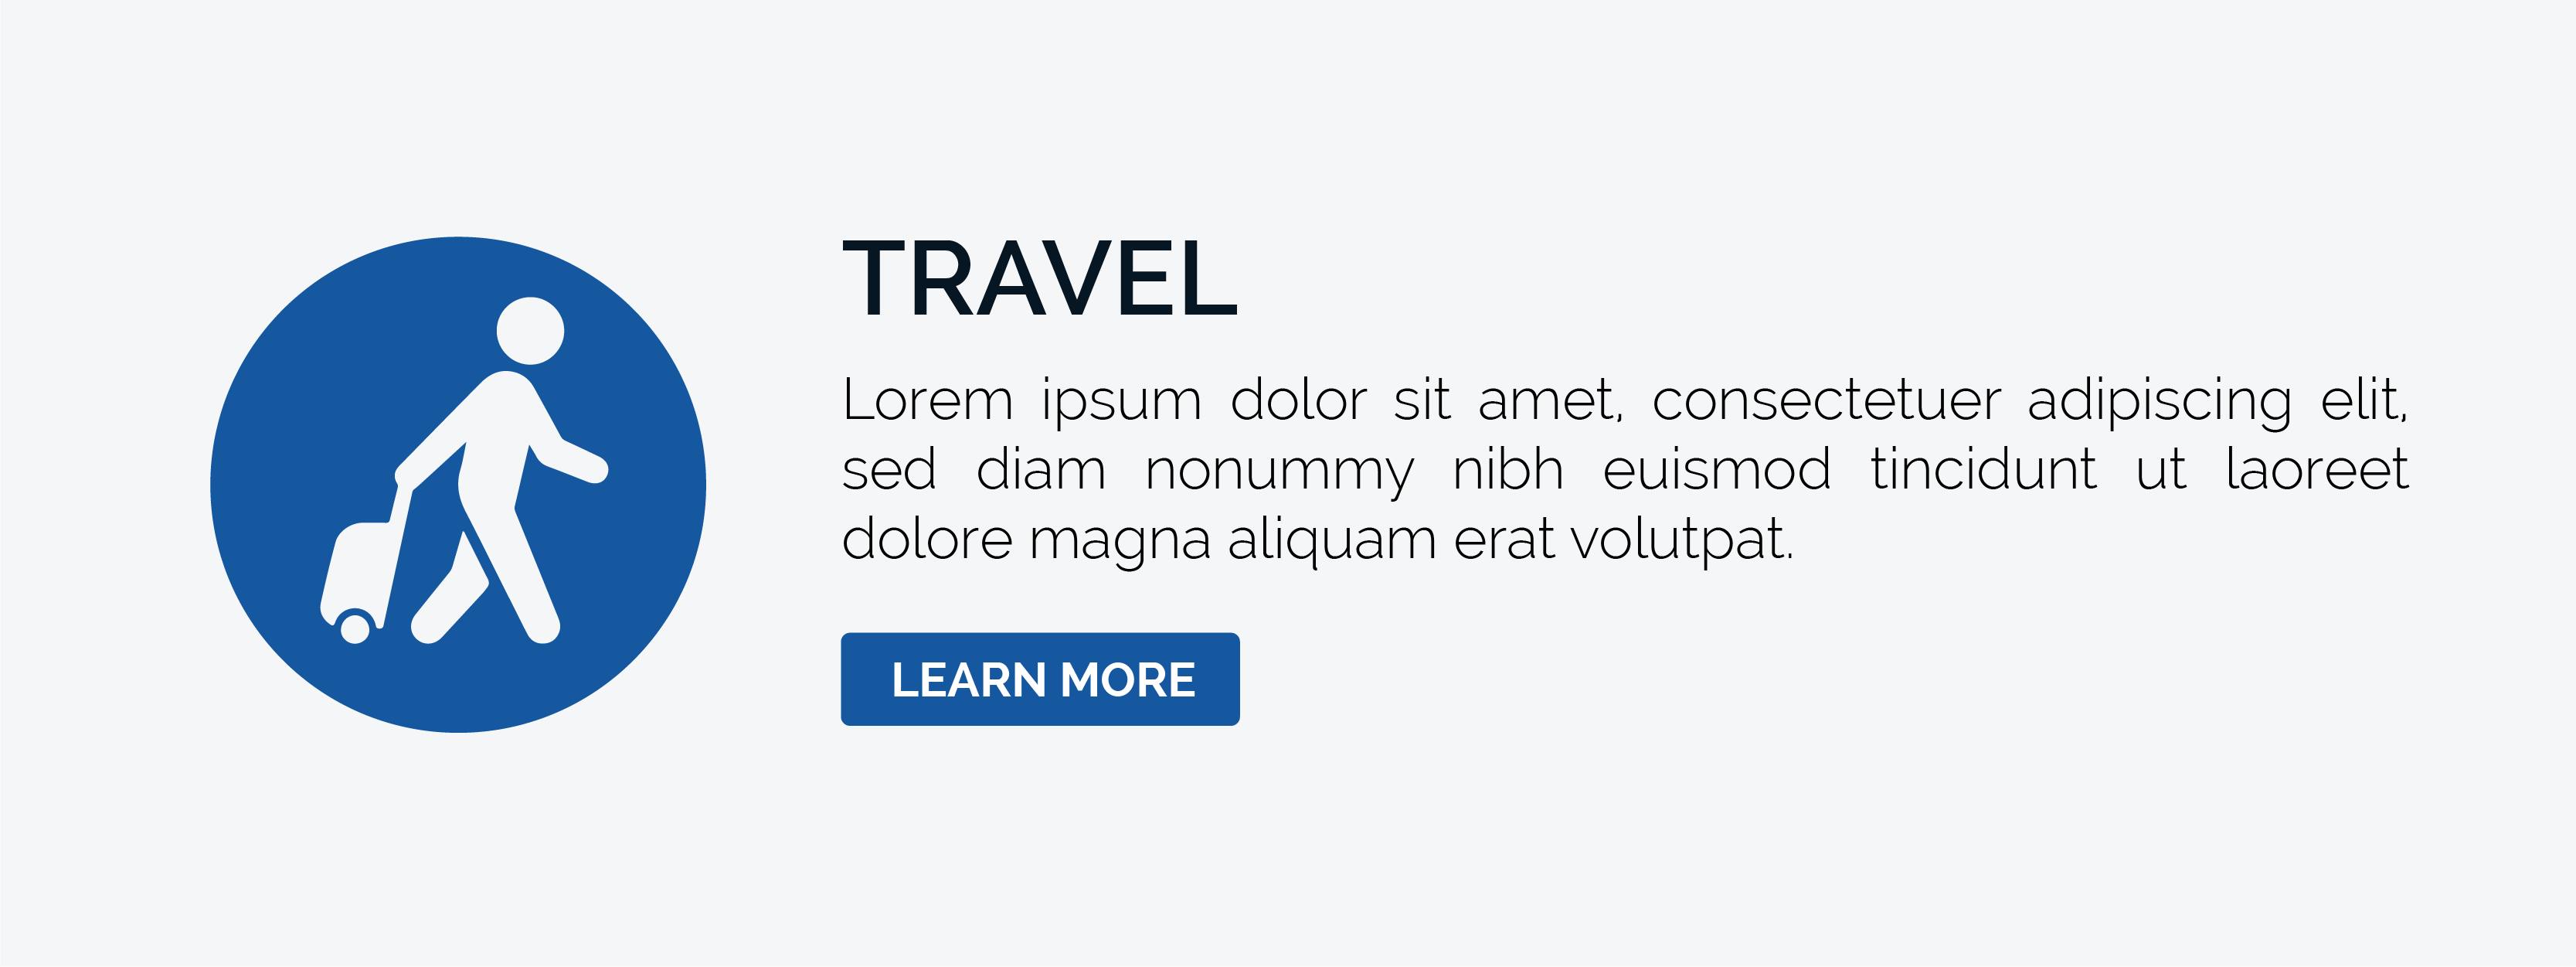 TRAVEL
Lorem ipsum dolor sit amet, consectetuer adipiscing elit,
sed diam nonummy nibh euismod tincidunt ut laoreet
dolore magna aliquam erat volutpat.
LEARN MORE